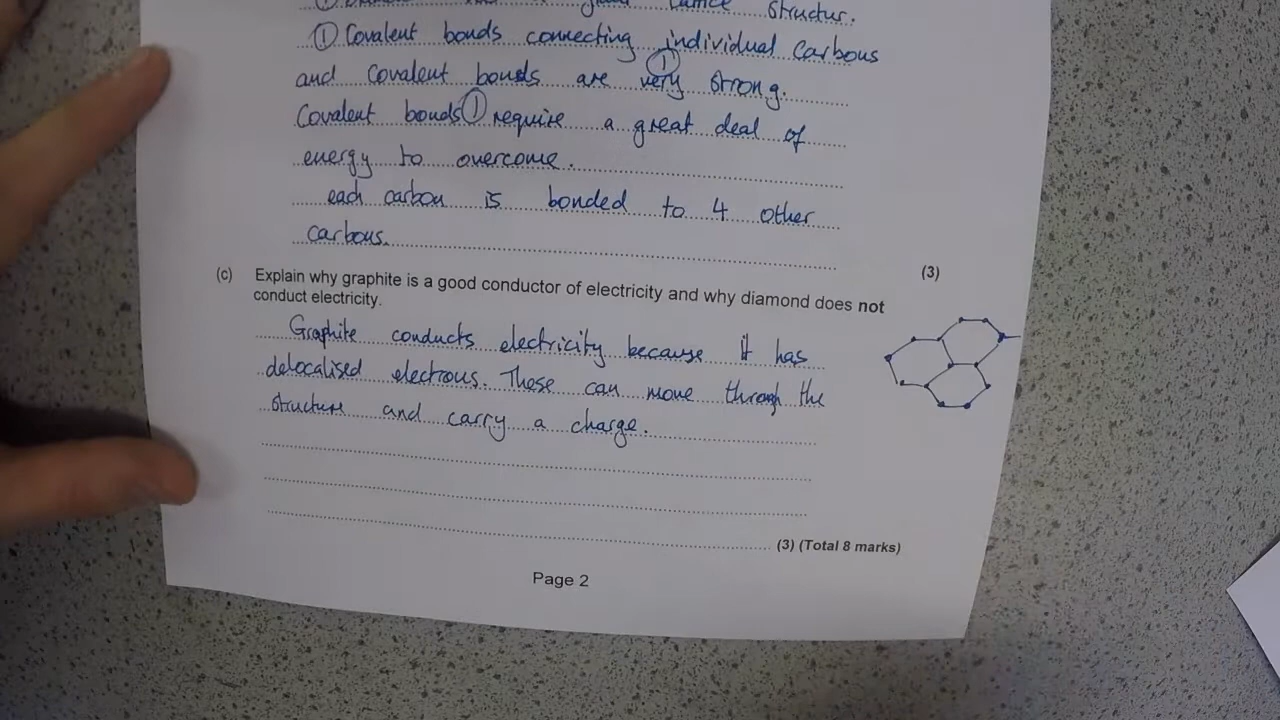 lattice structur.
① Covalent bonds connecting individual Carbons
①
and Covalent bonds are very strong.
Covalent bonds ① require a great deal of
energy to overcome.
each carbon is bonded to 4 other
carbons.
(3)
(c) Explain why graphite is a good conductor of electricity and why diamond does not
conduct electricity.
Graphite conducts electricity because it has
delocalised electrons. These can move through the
structure and carry a charge.
(3) (Total 8 marks)
Page 2